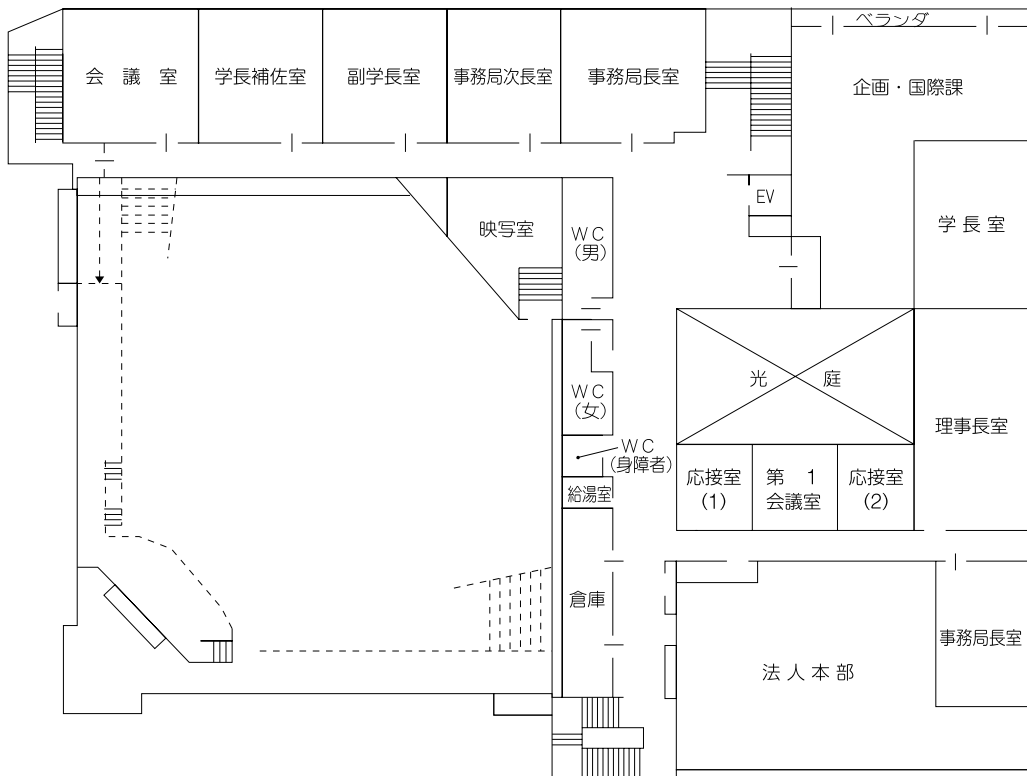 ベランダ
会 議 室
学長補佐室
副学長室
事務局次長室
事務局長室
企画・国際課
EV
学 長 室
映写室
ＷＣ
(男)
光 庭
ＷＣ
(女)
理事長室
ＷＣ
(身障者)
応接室
(1)
第 １
会議室
応接室
(2)
給湯室
倉庫
事務局長室
法 人 本 部